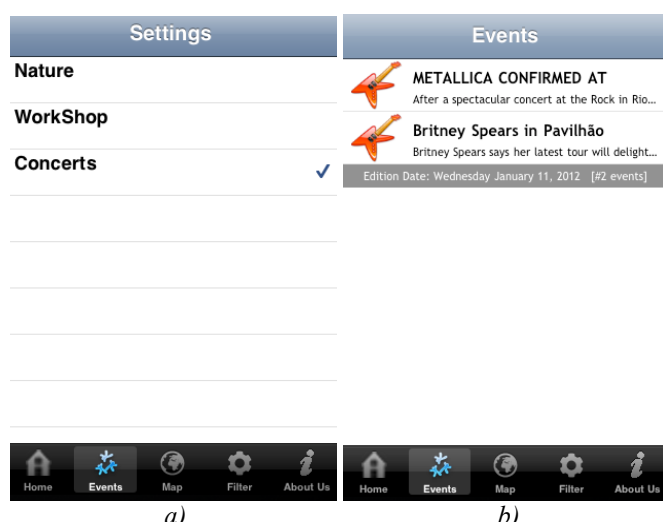 Settings
Nature
WorkShop
Concerts
Home Events Map Filter About Us
a)
Events
METALLICA CONFIRMED AT
After a spectacular concert at the Rock in Rio...
Britney Spears in Pavilhão
Britney Spears says her latest tour will delight...
Edition Date: Wednesday January 11, 2012 [#2 events]
Home Events Map Filter About Us
b)